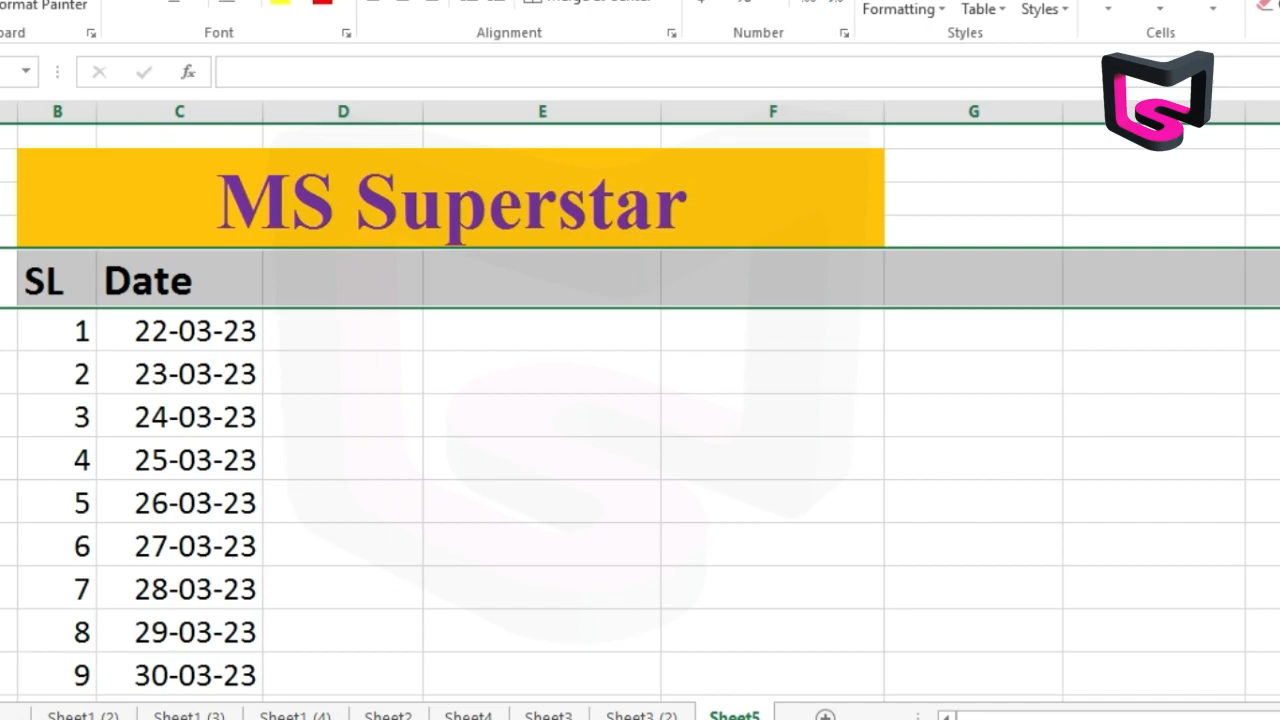 ormat Painter
Formatting Table Styles
oard Font Alignment Number Styles Cells
fx
B C D E F G
MS Superstar
SL Date
1 22-03-23
2 23-03-23
3 24-03-23
4 25-03-23
5 26-03-23
6 27-03-23
7 28-03-23
8 29-03-23
9 30-03-23
Sheet1 (2) Sheet1 (3) Sheet1 (4) Sheet2 Sheet4 Sheet3 Sheet3 (2) Sheet5